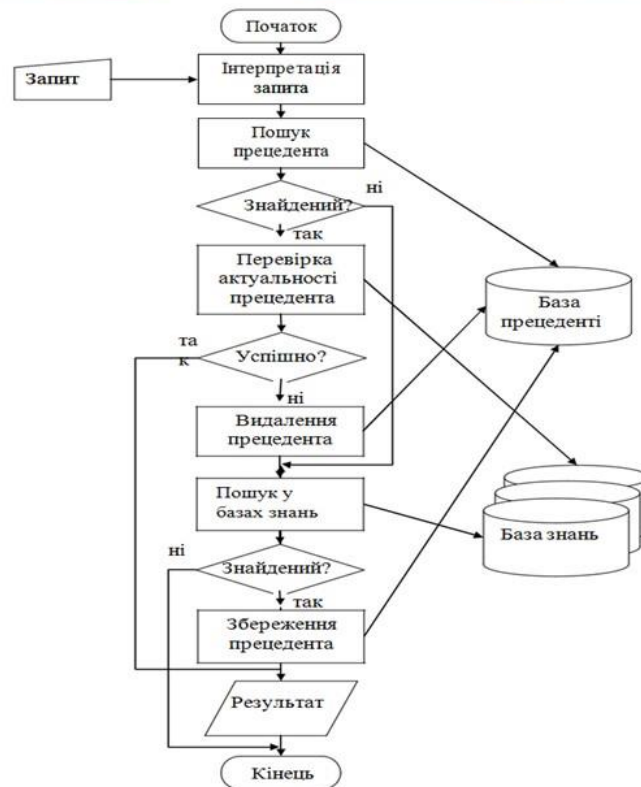 Початок
Запит
Інтерпретація
запита
Пошук
прецедента
ні
Знайдений?
так
Перевірка
актуальності
прецедента
База
прецеденті
та
к
Успішно?
ні
Видалення
прецедента
Пошук у
базах знань
База знань
ні
Знайдений?
так
Збереження
прецедента
Результат
Кінець